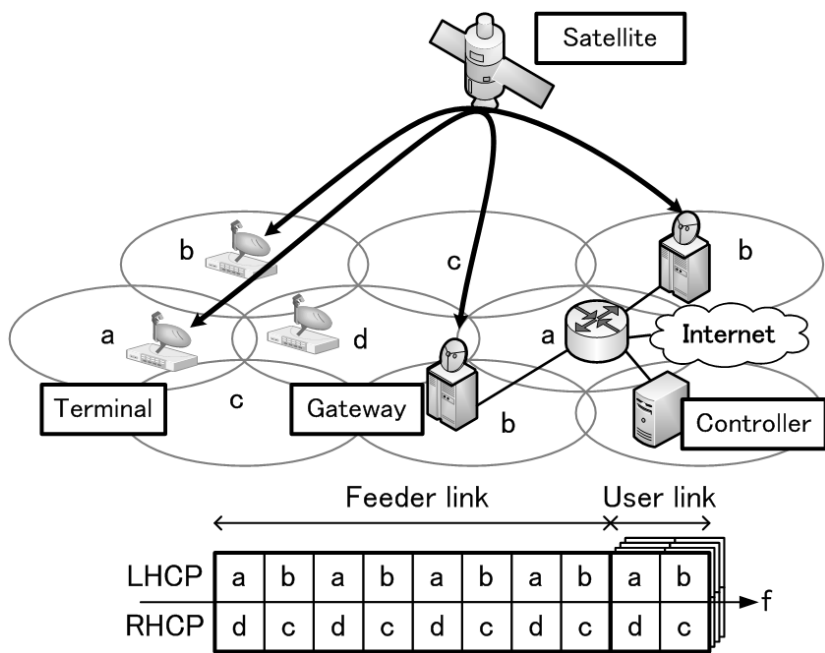 Satellite
b
c
b
a
d
a
Internet
Terminal
c
Gateway
b
Controller
Feeder link
User link
LHCP a b a b a b a b a b
f
RHCP d c d c d c d c d c